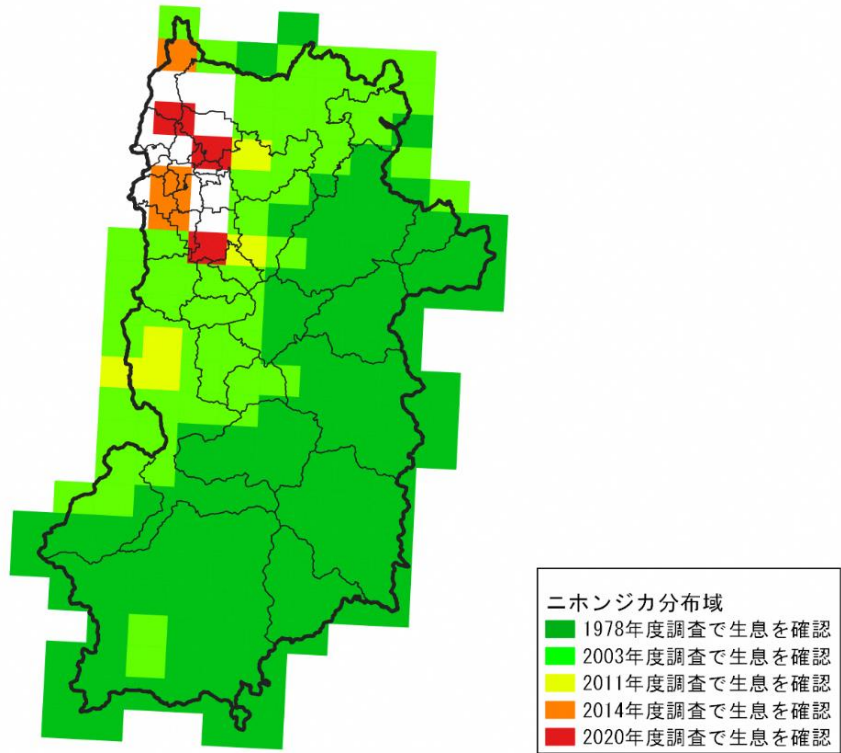 ニホンジカ分布域
1978年度調査で生息を確認
2003年度調査で生息を確認
2011年度調査で生息を確認
2014年度調査で生息を確認
2020年度調査で生息を確認